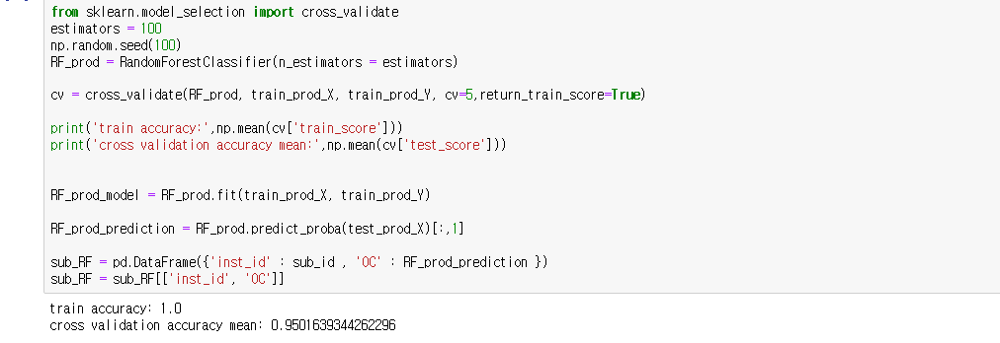 from sklearn.model_selection import cross_validate
estimators = 100
np.random.seed(100)
RF_prod = RandomForestClassifier(n_estimators = estimators)
cv = cross_validate(RF_prod, train_prod_X, train_prod_Y, cv=5,return_train_score=True)
print('train accuracy:',np.mean(cv['train_score']))
print('cross validation accuracy mean:',np.mean(cv['test_score']))
RF_prod_model = RF_prod.fit(train_prod_X, train_prod_Y)
RF_prod_prediction = RF_prod.predict_proba(test_prod_X)[:,1]
sub_RF = pd.DataFrame({'inst_id' : sub_id , 'OC' : RF_prod_prediction })
sub_RF = sub_RF[['inst_id', 'OC']]
train accuracy: 1.0
cross validation accuracy mean: 0.9501639344262296